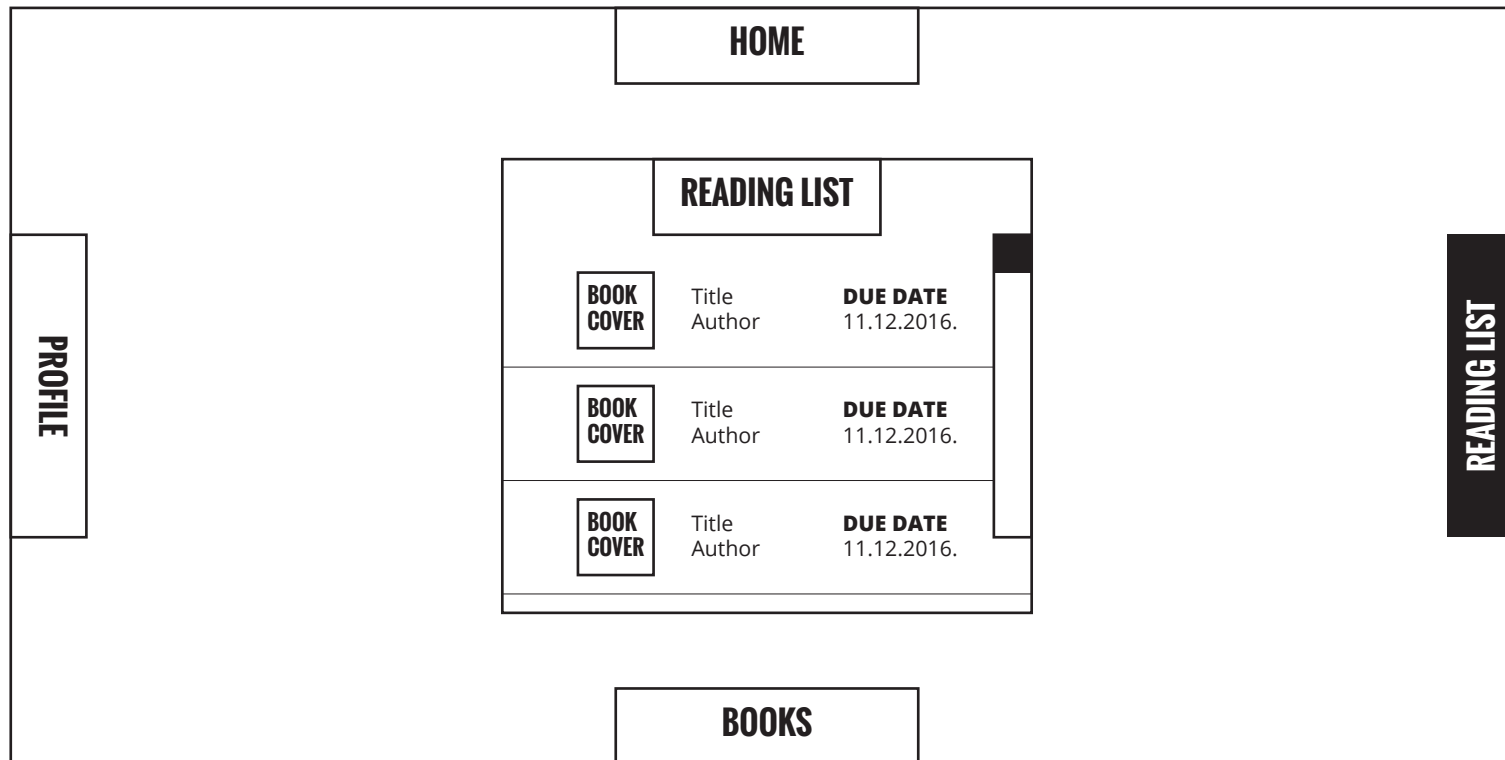 HOME
READING LIST
BOOK
COVER
Title
Author
DUE DATE
11.12.2016.
BOOK
COVER
Title
Author
DUE DATE
11.12.2016.
BOOK
COVER
Title
Author
DUE DATE
11.12.2016.
PROFILE
READING LIST
BOOKS